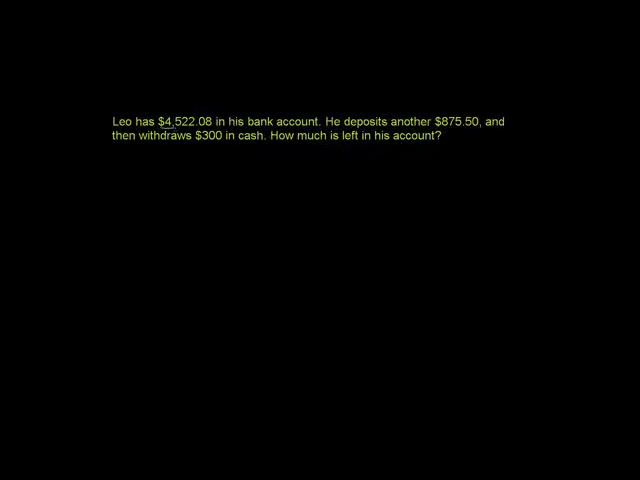 Leo has $4,522.08 in his bank account. He deposits another $875.50, and
then withdraws $300 in cash. How much is left in his account?